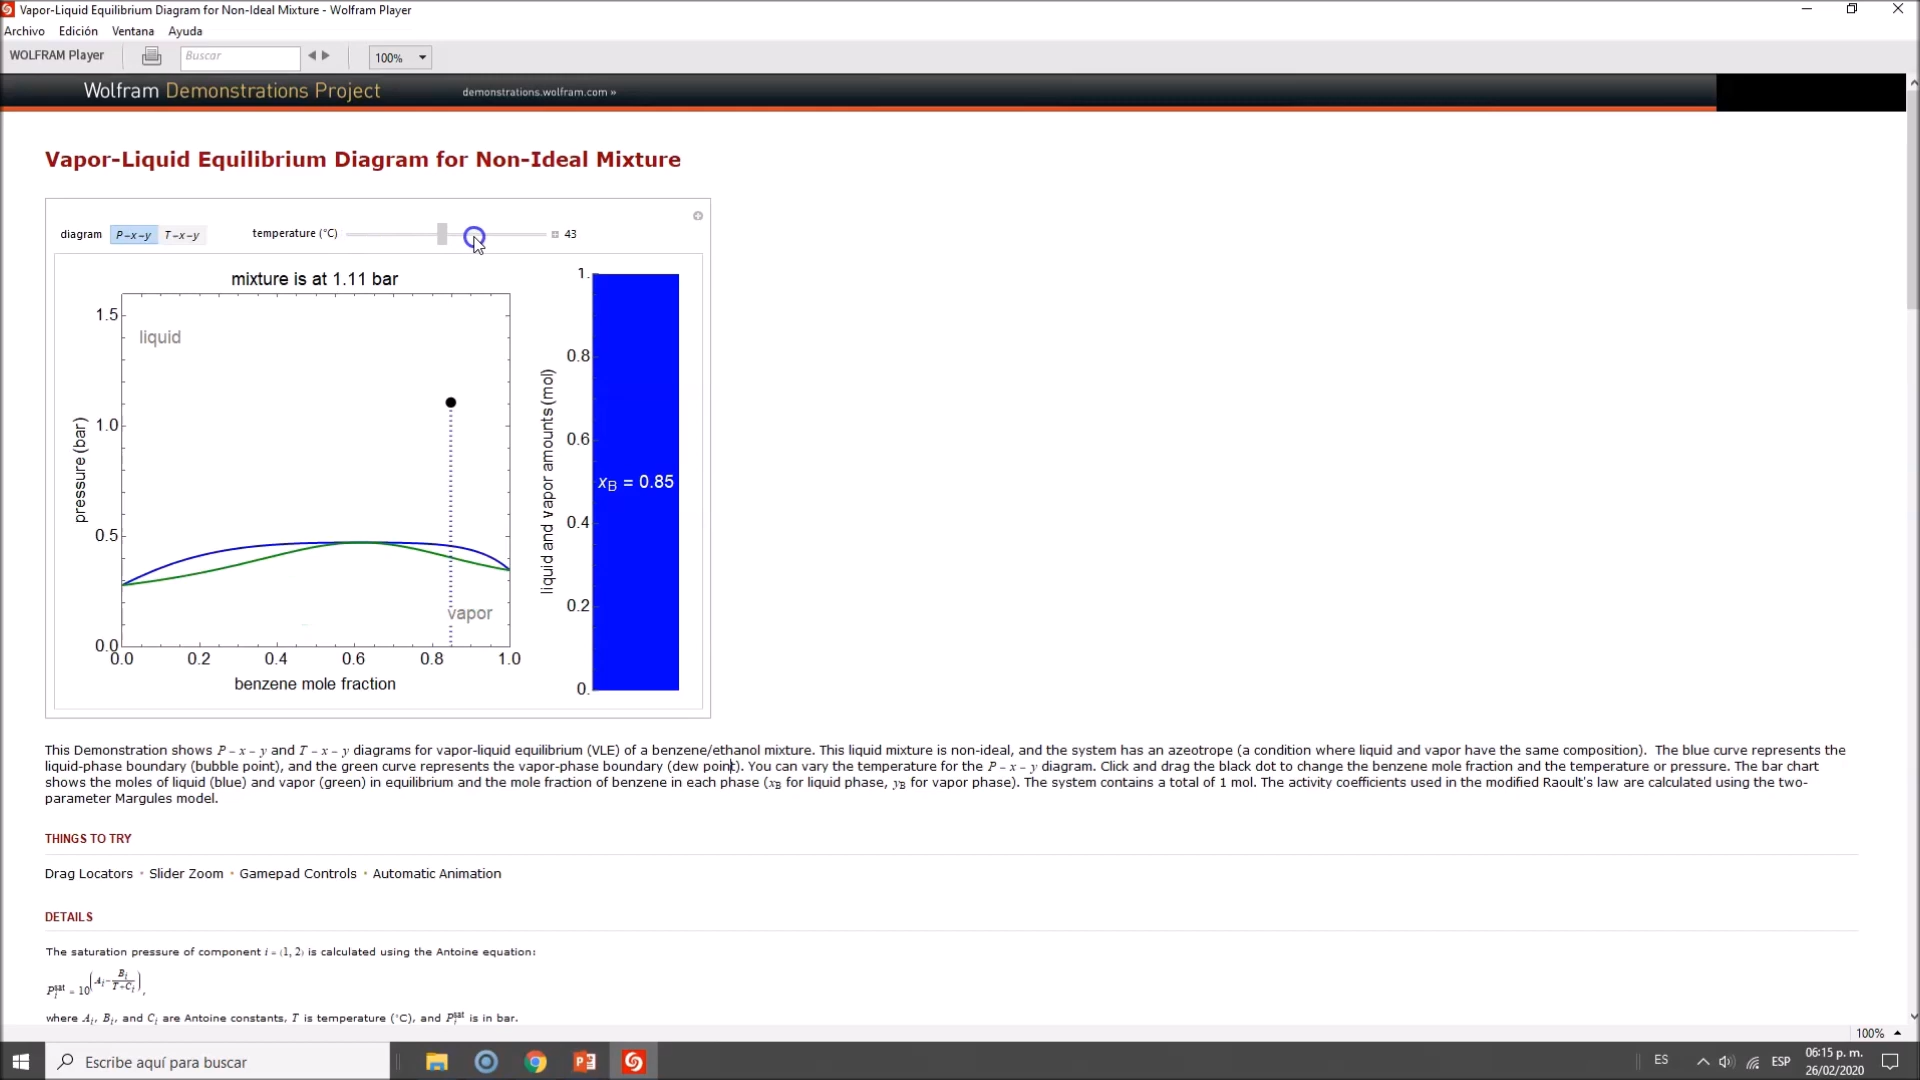 Vapor-Liquid Equilibrium Diagram for Non-Ideal Mixture - Wolfram Player
Archivo Edición Ventana Ayuda
WOLFRAM Player Buscar 100%
Wolfram Demonstrations Project demonstrations.wolfram.com »
Vapor-Liquid Equilibrium Diagram for Non-Ideal Mixture
diagram P-x-y T-x-y temperature (°C) 43
mixture is at 1.11 bar
liquid
vapor
1.5
1.0
0.5
0.0
pressure (bar)
0.0 0.2 0.4 0.6 0.8 1.0
benzene mole fraction
1.
0.8
0.6
0.4
0.2
0.
liquid and vapor amounts (mol)
xB = 0.85
This Demonstration shows P - x - y and T - x - y diagrams for vapor-liquid equilibrium (VLE) of a benzene/ethanol mixture. This liquid mixture is non-ideal, and the system has an azeotrope (a condition where liquid and vapor have the same composition). The blue curve represents the
liquid-phase boundary (bubble point), and the green curve represents the vapor-phase boundary (dew point). You can vary the temperature for the P - x - y diagram. Click and drag the black dot to change the benzene mole fraction and the temperature or pressure. The bar chart
shows the moles of liquid (blue) and vapor (green) in equilibrium and the mole fraction of benzene in each phase (xB for liquid phase, yB for vapor phase). The system contains a total of 1 mol. The activity coefficients used in the modified Raoult's law are calculated using the two-
parameter Margules model.
THINGS TO TRY
Drag Locators · Slider Zoom · Gamepad Controls · Automatic Animation
DETAILS
The saturation pressure of component i = (1, 2) is calculated using the Antoine equation:
P_i^sat = 10^(A_i - B_i/(T+C_i)),
where Ai, Bi, and Ci are Antoine constants, T is temperature (°C), and P_i^sat is in bar.
100%
Escribe aquí para buscar
ES ESP 06:15 p. m.
26/02/2020